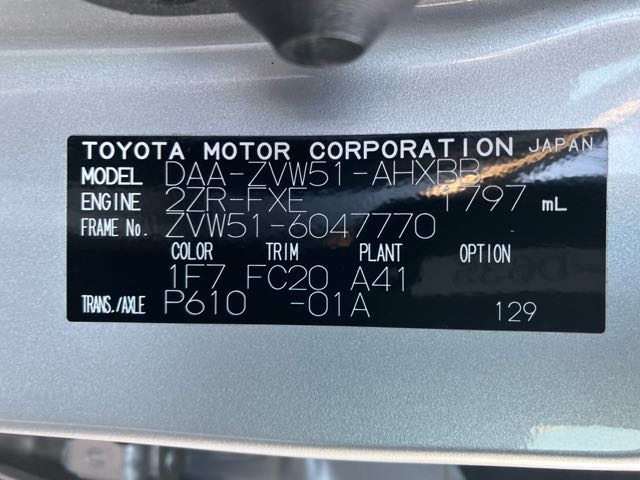 TOYOTA MOTOR CORPORATION JAPAN
MODEL DAA-ZVW51-AHXBB
ENGINE 2ZR-FXE 1797 mL
FRAME No. ZVW51-6047770
COLOR TRIM PLANT OPTION
1F7 FC20 A41
TRANS./AXLE P610 -01A 129